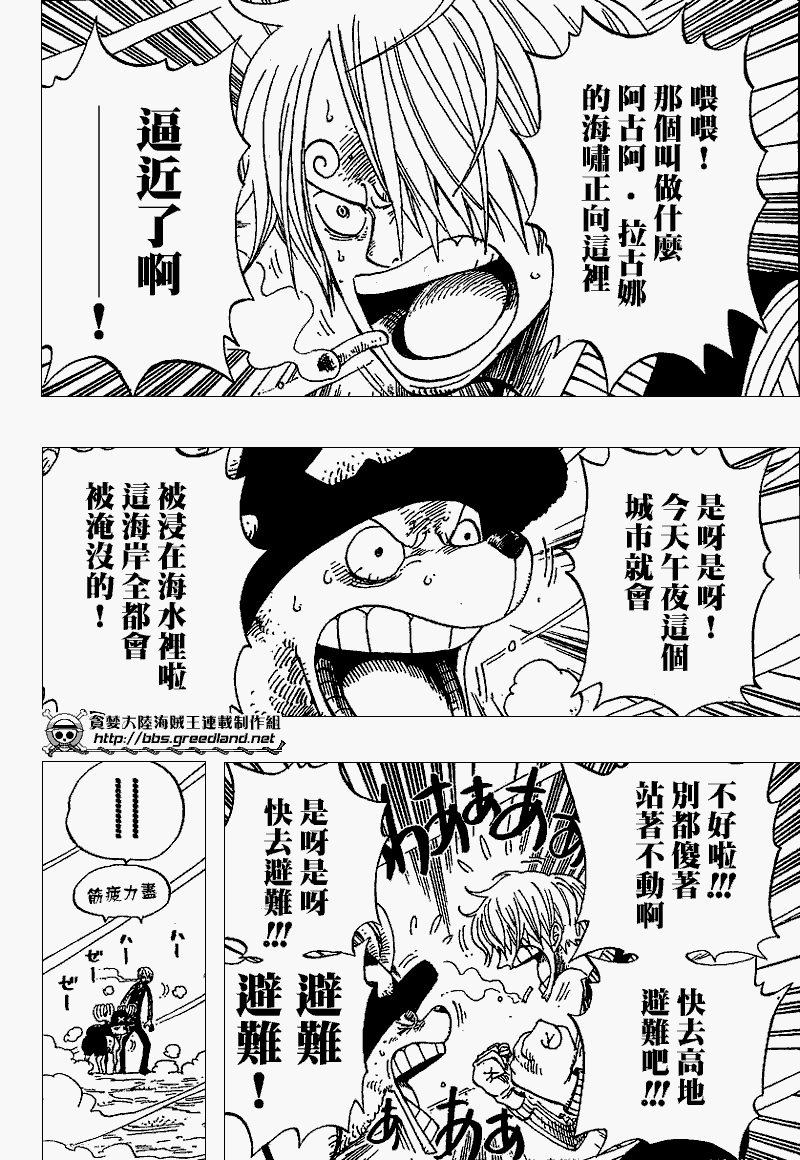 喂喂！
那個叫做什麼
阿古阿．拉古娜
的海嘯正向這裡
逼近了啊
——！
是呀是呀！
今天午夜這個
城市就會
被浸在海水裡啦
這海岸全都會
被淹沒的！
貪婪大陸海賊王連載制作組
http://bbs.greedland.net
不好啦!!!
別都傻著
站著不動啊
快去高地
避難吧!!!
わあああぁ
是呀是呀
快去避難!!!
避難
避難！
あああ
…………
筋疲力盡
ハー
ハー
ゼー
ゼー